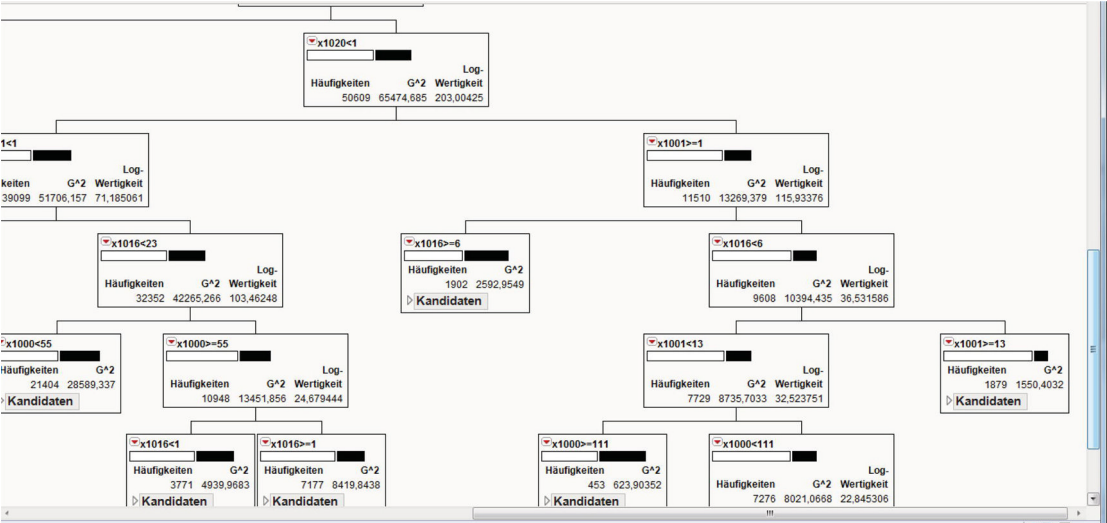 x1020<1
Log-
Häufigkeiten G^2 Wertigkeit
50609 65474,685 203,00425
1<1
Log-
keiten G^2 Wertigkeit
39099 51706,157 71,185061
x1001>=1
Log-
Häufigkeiten G^2 Wertigkeit
11510 13269,379 115,93376
x1016<23
Log-
Häufigkeiten G^2 Wertigkeit
32352 42265,266 103,46248
x1016>=6
Häufigkeiten G^2
1902 2592,9549
Kandidaten
x1016<6
Log-
Häufigkeiten G^2 Wertigkeit
9608 10394,435 36,531586
x1000<55
Häufigkeiten G^2
21404 28589,337
Kandidaten
x1000>=55
Log-
Häufigkeiten G^2 Wertigkeit
10948 13451,856 24,679444
x1001<13
Log-
Häufigkeiten G^2 Wertigkeit
7729 8735,7033 32,523751
x1001>=13
Häufigkeiten G^2
1879 1550,4032
Kandidaten
x1016<1
Häufigkeiten G^2
3771 4939,9683
Kandidaten
x1016>=1
Häufigkeiten G^2
7177 8419,8438
Kandidaten
x1000>=111
Häufigkeiten G^2
453 623,90352
Kandidaten
x1000<111
Log-
Häufigkeiten G^2 Wertigkeit
7276 8021,0668 22,845306